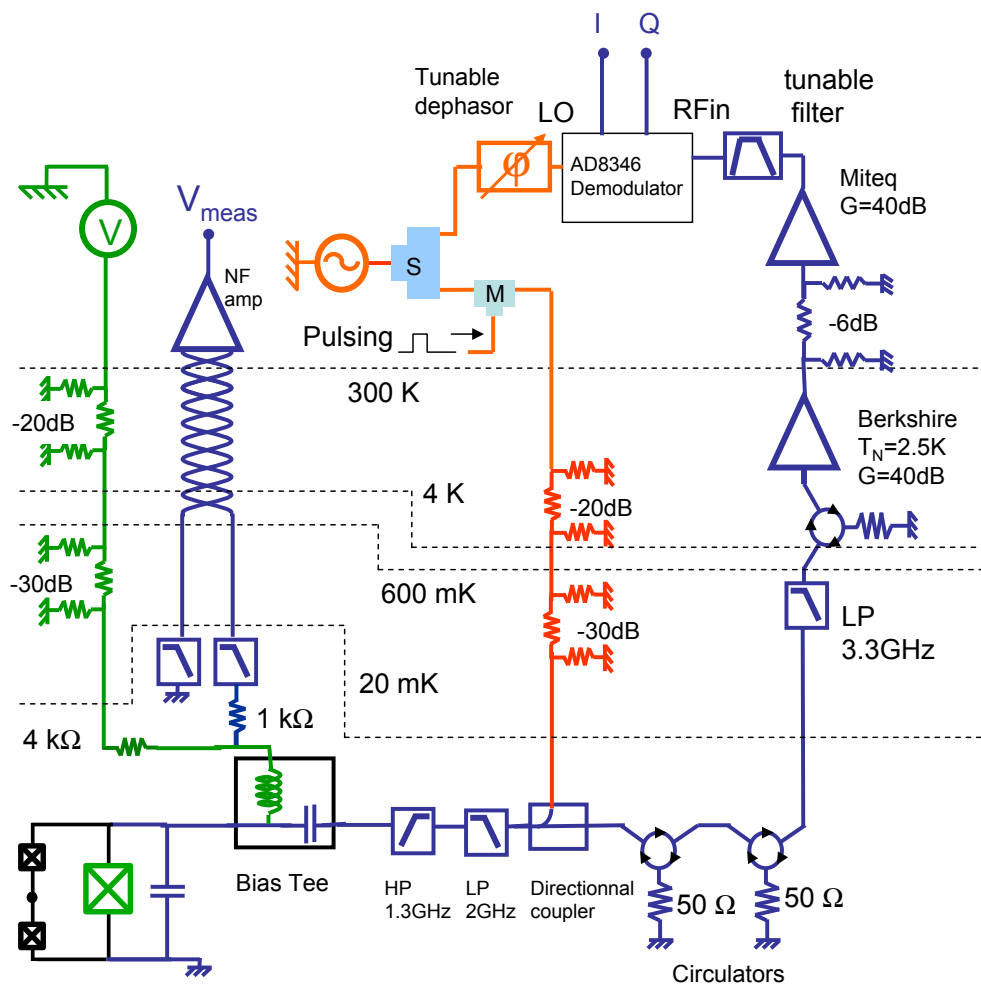 I Q
Tunable
dephasor
LO
RFin
tunable
filter
φ
AD8346
Demodulator
Miteq
G=40dB
V
Vmeas
NF
amp
S
M
Pulsing
-6dB
300 K
-20dB
Berkshire
TN=2.5K
G=40dB
4 K
-20dB
-30dB
600 mK
-30dB
LP
3.3GHz
20 mK
4 kΩ
1 kΩ
Bias Tee
HP
1.3GHz
LP
2GHz
Directionnal
coupler
50 Ω
50 Ω
Circulators